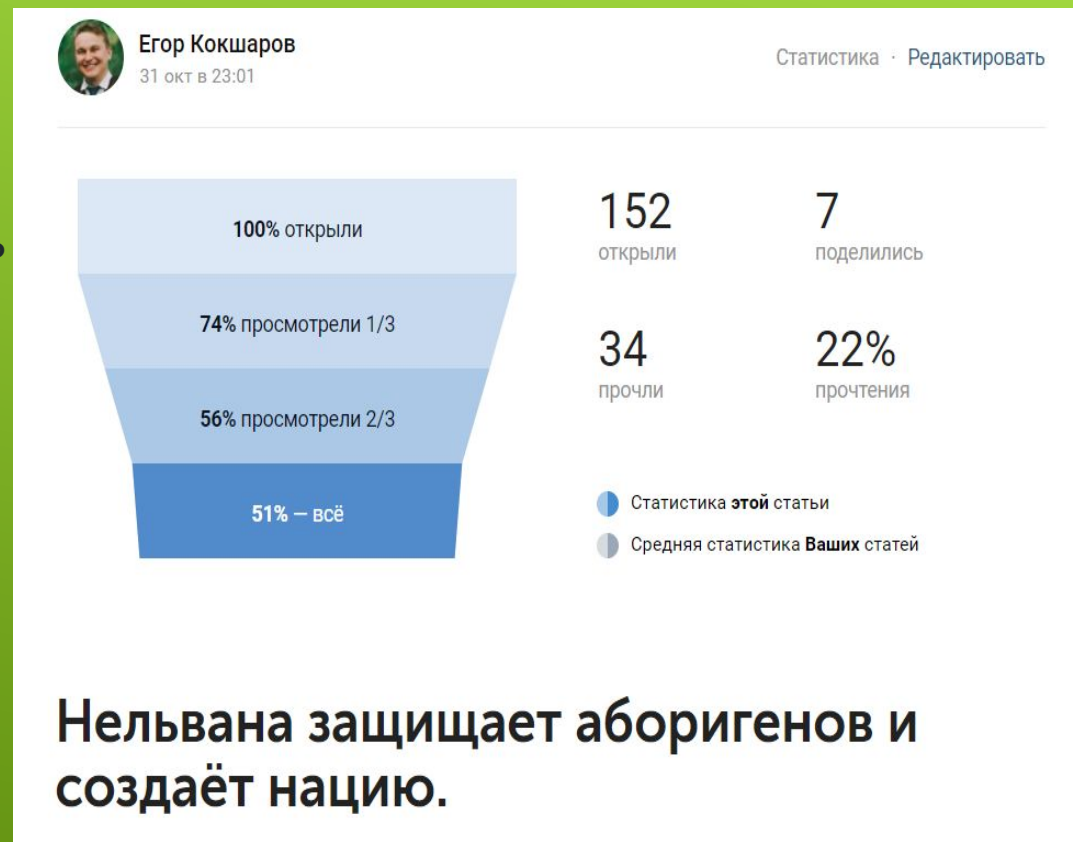 Егор Кокшаров
31 окт в 23:01
Статистика · Редактировать
100% открыли
74% просмотрели 1/3
56% просмотрели 2/3
51% — всё
152
открыли
7
поделились
34
прочли
22%
прочтения
Статистика этой статьи
Средняя статистика Ваших статей
Нельвана защищает аборигенов и
создаёт нацию.